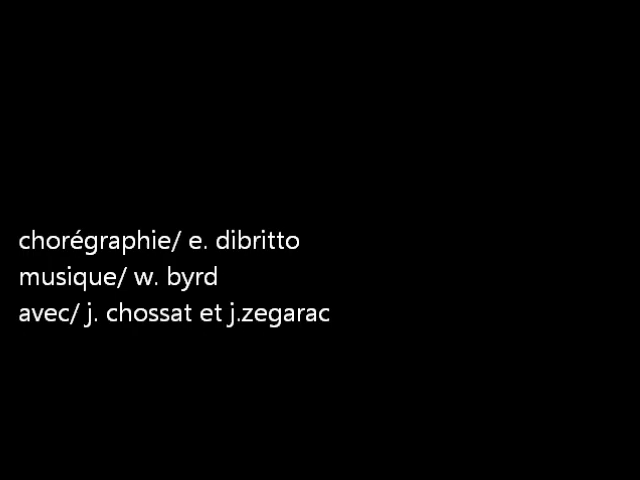 chorégraphie/ e. dibritto
musique/ w. byrd
avec/ j. chossat et j.zegarac